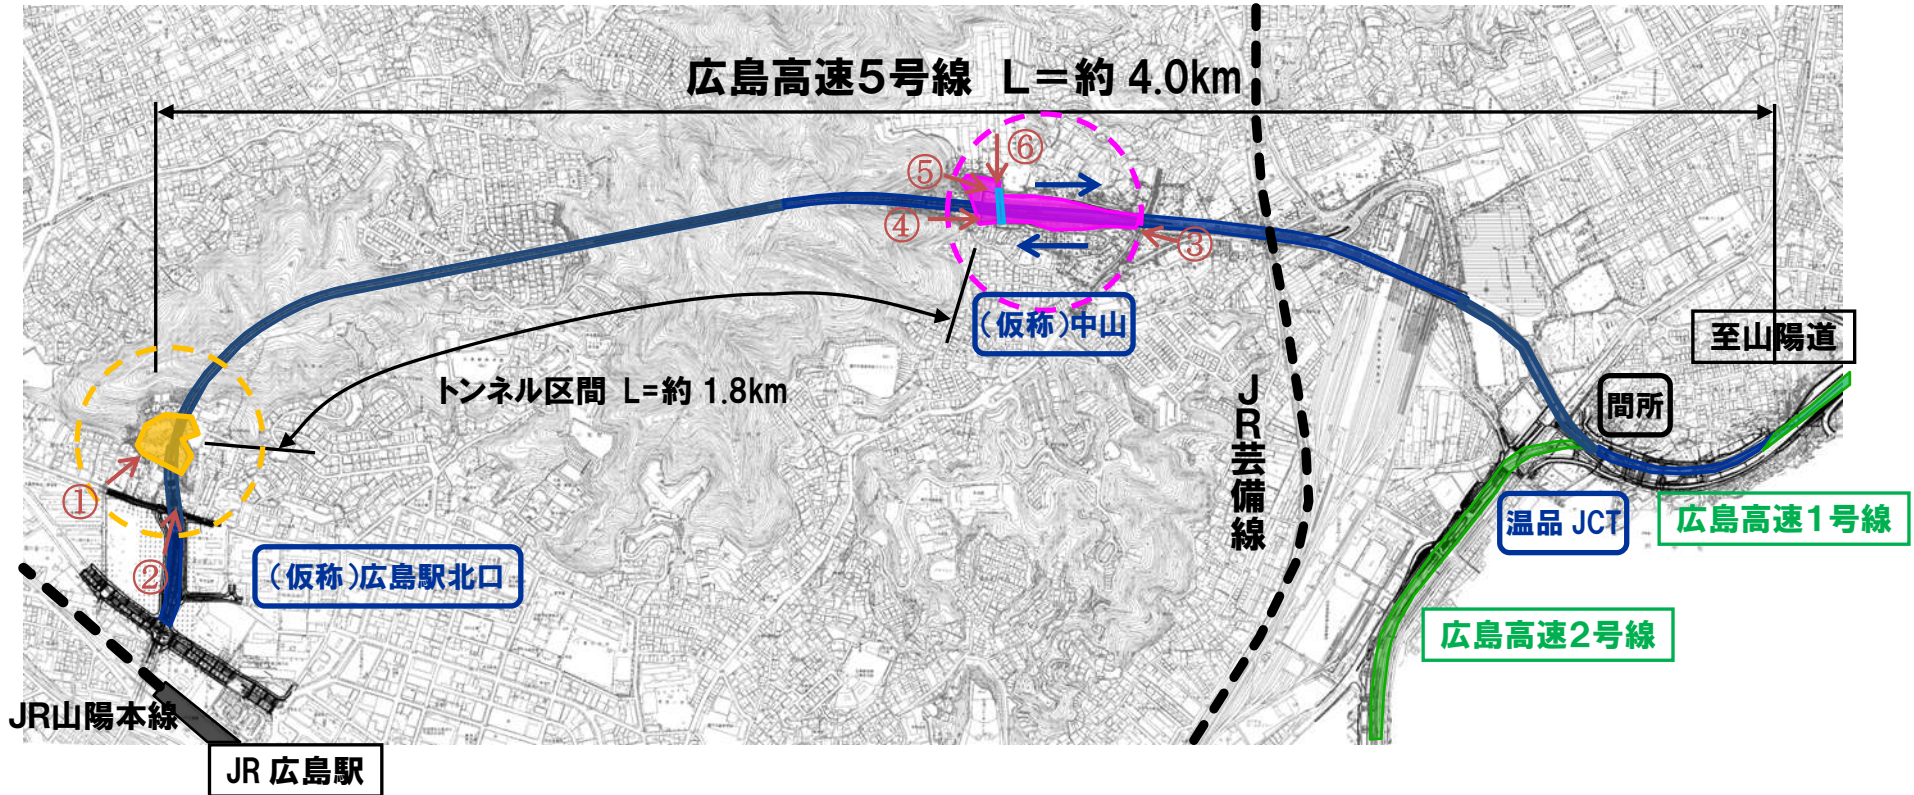 広島高速5号線 L=約 4.0km
⑥
⑤
④
③
(仮称)中山
至山陽道
トンネル区間 L=約 1.8km
間所
JR芸備線
①
温品 JCT
広島高速1号線
②
(仮称)広島駅北口
広島高速2号線
JR山陽本線
JR 広島駅